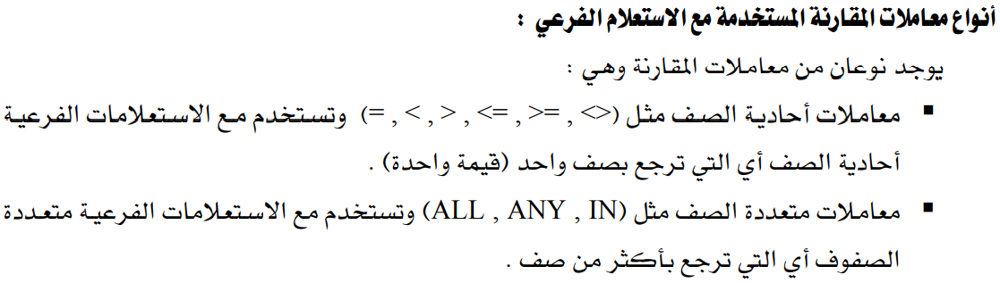 أنواع معاملات المقارنة المستخدمة مع الاستعلام الفرعي :
يوجد نوعان من معاملات المقارنة وهي :
▪ معاملات أحادية الصف مثل (= , < , > , <= , >= , <>) وتستخدم مع الاستعلامات الفرعية
أحادية الصف أي التي ترجع بصف واحد (قيمة واحدة) .
▪ معاملات متعددة الصف مثل (ALL , ANY , IN) وتستخدم مع الاستعلامات الفرعية متعددة
الصفوف أي التي ترجع بأكثر من صف .